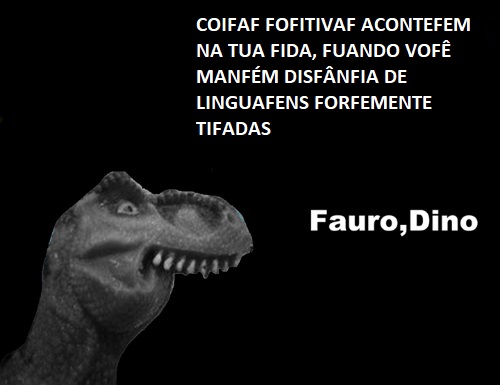 COIFAF FOFITIVAF ACONTEFEM
NA TUA FIDA, FUANDO VOFÊ
MANFÉM DISFÂNFIA DE
LINGUAFENS FORFEMENTE
TIFADAS
Fauro,Dino